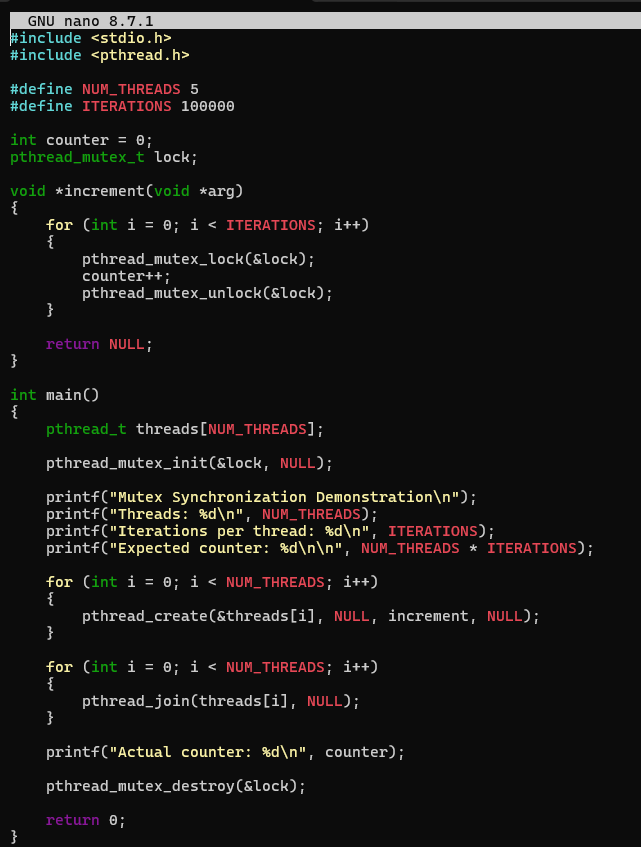 GNU nano 8.7.1
#include <stdio.h>
#include <pthread.h>

#define NUM_THREADS 5
#define ITERATIONS 100000

int counter = 0;
pthread_mutex_t lock;

void *increment(void *arg)
{
    for (int i = 0; i < ITERATIONS; i++)
    {
        pthread_mutex_lock(&lock);
        counter++;
        pthread_mutex_unlock(&lock);
    }

    return NULL;
}

int main()
{
    pthread_t threads[NUM_THREADS];

    pthread_mutex_init(&lock, NULL);

    printf("Mutex Synchronization Demonstration\n");
    printf("Threads: %d\n", NUM_THREADS);
    printf("Iterations per thread: %d\n", ITERATIONS);
    printf("Expected counter: %d\n\n", NUM_THREADS * ITERATIONS);

    for (int i = 0; i < NUM_THREADS; i++)
    {
        pthread_create(&threads[i], NULL, increment, NULL);
    }

    for (int i = 0; i < NUM_THREADS; i++)
    {
        pthread_join(threads[i], NULL);
    }

    printf("Actual counter: %d\n", counter);

    pthread_mutex_destroy(&lock);

    return 0;
}